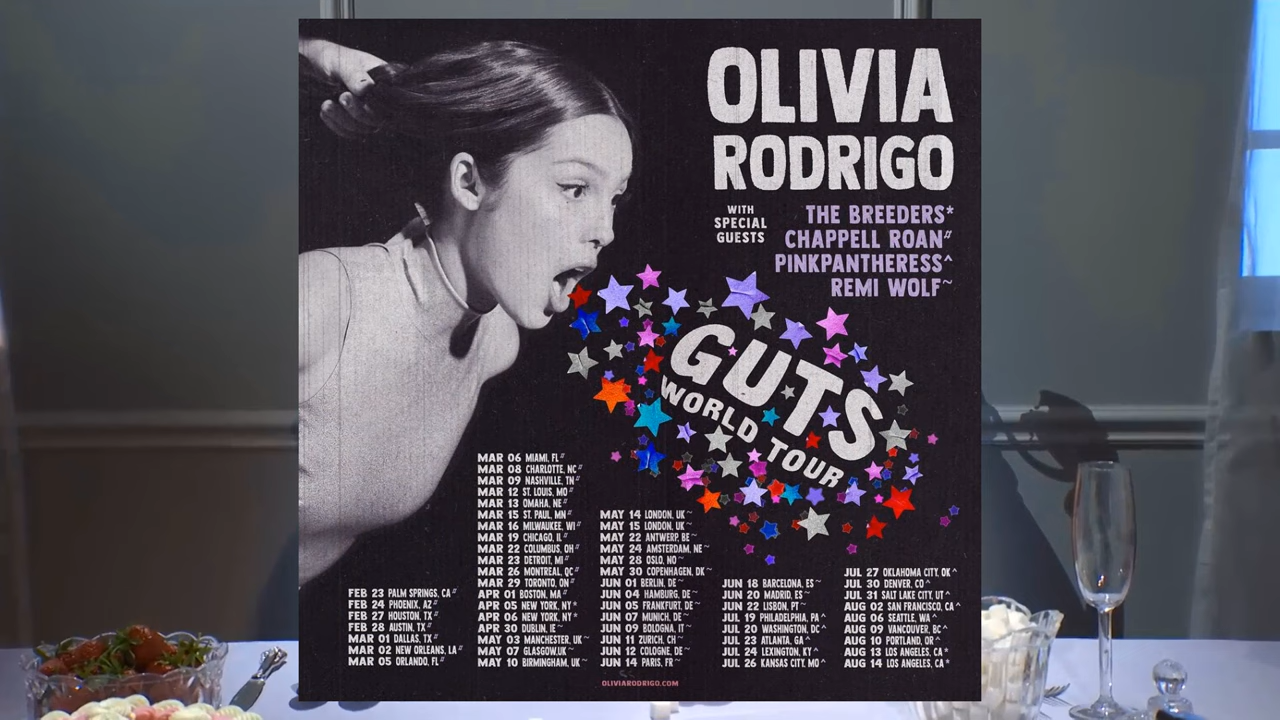 OLIVIA
RODRIGO
WITH
SPECIAL
GUESTS
THE BREEDERS*
CHAPPELL ROAN♯
PINKPANTHERESS^
REMI WOLF~
GUTS
WORLD TOUR
FEB 23 PALM SPRINGS, CA♯
FEB 24 PHOENIX, AZ♯
FEB 27 HOUSTON, TX♯
FEB 28 AUSTIN, TX♯
MAR 01 DALLAS, TX♯
MAR 02 NEW ORLEANS, LA♯
MAR 05 ORLANDO, FL♯
MAR 06 MIAMI, FL♯
MAR 08 CHARLOTTE, NC♯
MAR 09 NASHVILLE, TN♯
MAR 12 ST. LOUIS, MO♯
MAR 13 OMAHA, NE♯
MAR 15 ST. PAUL, MN♯
MAR 16 MILWAUKEE, WI♯
MAR 19 CHICAGO, IL♯
MAR 22 COLUMBUS, OH♯
MAR 23 DETROIT, MI♯
MAR 26 MONTREAL, QC♯
MAR 29 TORONTO, ON♯
APR 01 BOSTON, MA♯
APR 05 NEW YORK, NY*
APR 06 NEW YORK, NY*
APR 30 DUBLIN, IE~
MAY 03 MANCHESTER, UK~
MAY 07 GLASGOW,UK~
MAY 10 BIRMINGHAM, UK~
MAY 14 LONDON, UK~
MAY 15 LONDON, UK~
MAY 22 ANTWERP, BE~
MAY 24 AMSTERDAM, NE~
MAY 28 OSLO, NO~
MAY 30 COPENHAGEN, DK~
JUN 01 BERLIN, DE~
JUN 04 HAMBURG, DE~
JUN 05 FRANKFURT, DE~
JUN 07 MUNICH, DE~
JUN 09 BOLOGNA, IT~
JUN 11 ZURICH, CH~
JUN 12 COLOGNE, DE~
JUN 14 PARIS, FR~
JUN 18 BARCELONA, ES~
JUN 20 MADRID, ES~
JUN 22 LISBON, PT~
JUL 19 PHILADELPHIA, PA^
JUL 20 WASHINGTON, DC^
JUL 23 ATLANTA, GA^
JUL 24 LEXINGTON, KY^
JUL 26 KANSAS CITY, MO^
JUL 27 OKLAHOMA CITY, OK^
JUL 30 DENVER, CO^
JUL 31 SALT LAKE CITY, UT^
AUG 02 SAN FRANCISCO, CA^
AUG 06 SEATTLE, WA^
AUG 09 VANCOUVER, BC^
AUG 10 PORTLAND, OR^
AUG 13 LOS ANGELES, CA*
AUG 14 LOS ANGELES, CA*
OLIVIARODRIGO.COM